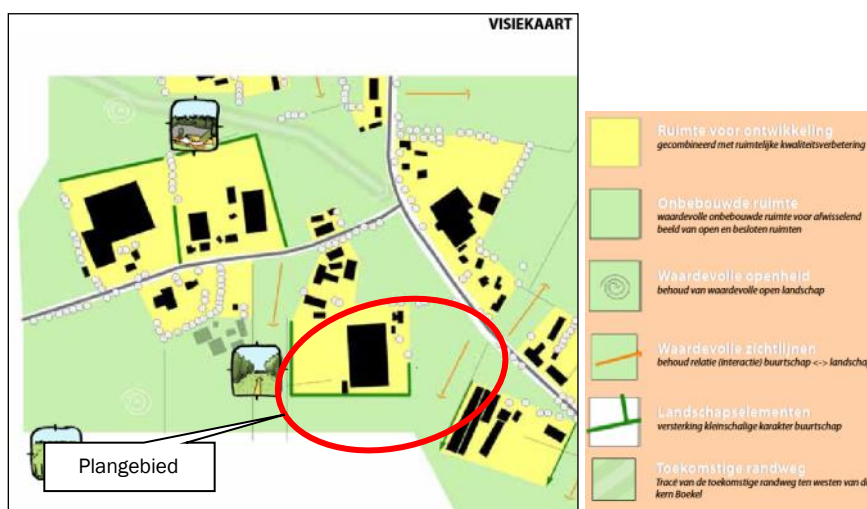 VISIEKAART
Plangebied
Ruimte voor ontwikkeling
gecombineerd met ruimtelijke kwaliteitsverbetering
Onbebouwde ruimte
waardevolle onbebouwde ruimte voor afwisselend
beeld van open en besloten ruimten
Waardevolle openheid
behoud van waardevolle open landschap
Waardevolle zichtlijnen
behoud relatie (interactie) buurtschap <-> landscha
Landschapselementen
versterking kleinschalige karakter buurtschap
Toekomstige randweg
Tracé van de toekomstige randweg ten westen van d
kern Boekel